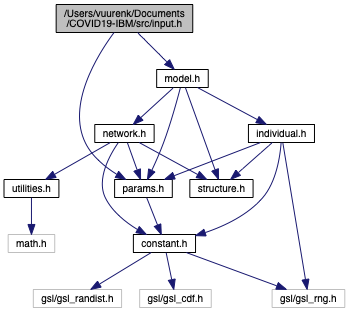 /Users/vuurenk/Documents
/COVID19-IBM/src/input.h
model.h
network.h
individual.h
utilities.h
params.h
structure.h
math.h
constant.h
gsl/gsl_randist.h
gsl/gsl_cdf.h
gsl/gsl_rng.h